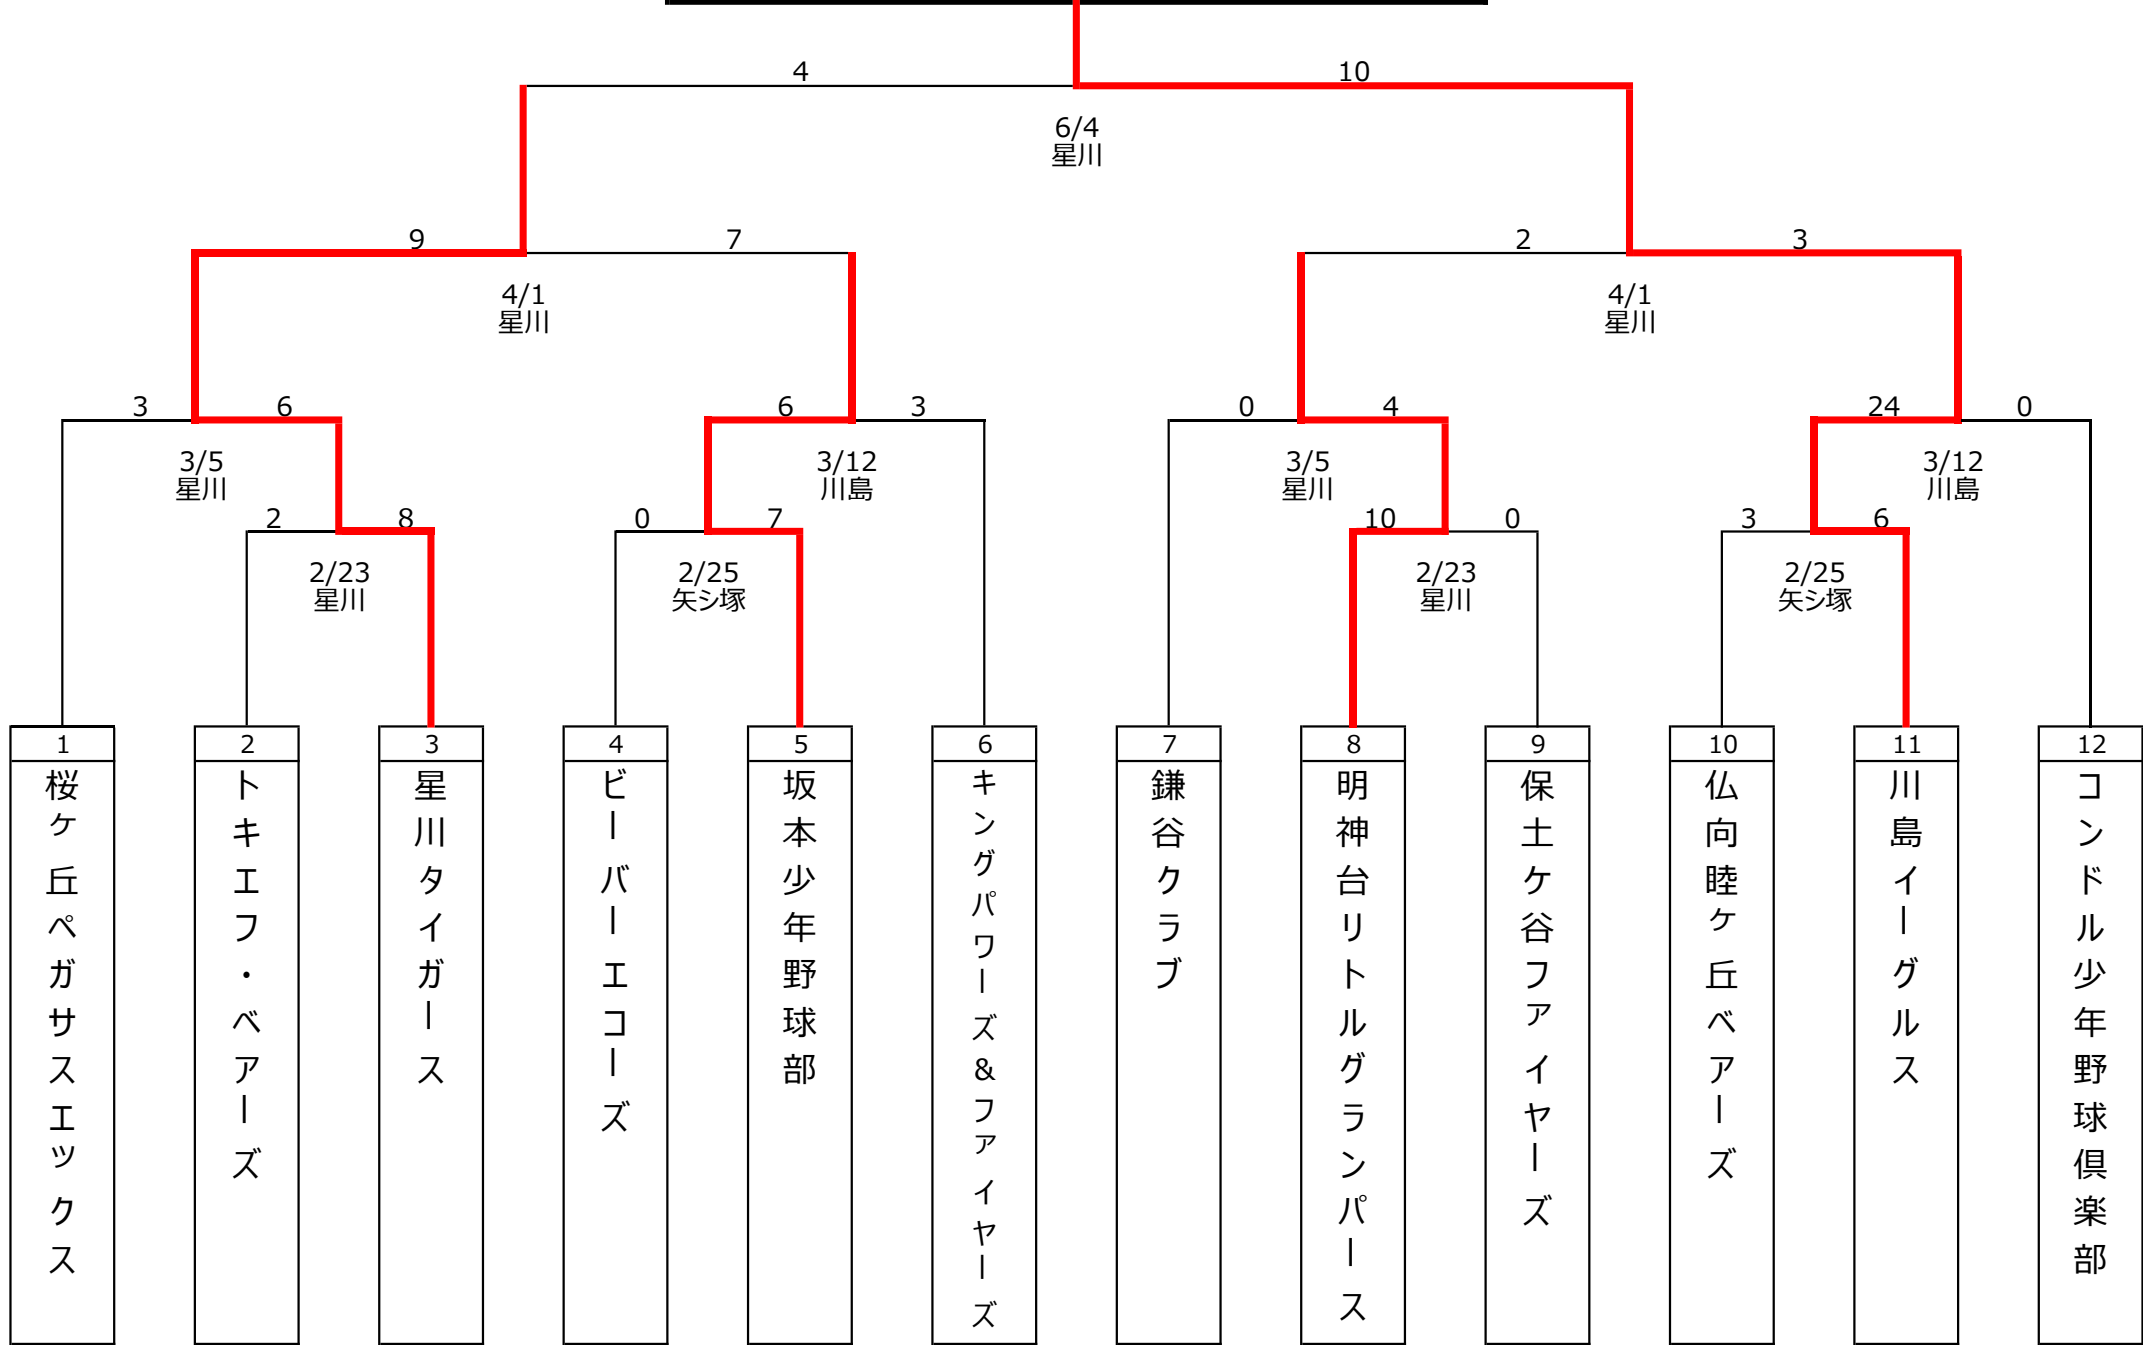 4 10
6/4
星川
9 7 2 3
4/1 4/1
星川 星川
3 6 6 3 0 4 24 0
3/5 3/12 3/5 3/12
星川 川島 星川 川島
2 8 0 7 10 0 3 6
2/23 2/25 2/23 2/25
星川 矢シ塚 星川 矢シ塚
1 2 3 4 5 6 7 8 9 10 11 12
桜ケ丘ペガサスエックス
トキエフ・ベアーズ
星川タイガース
ビーバーエコーズ
坂本少年野球部
キングパワーズ&ファイヤーズ
鎌谷クラブ
明神台リトルグランパース
保土ケ谷ファイヤーズ
仏向睦ケ丘ベアーズ
川島イーグルス
コンドル少年野球倶楽部